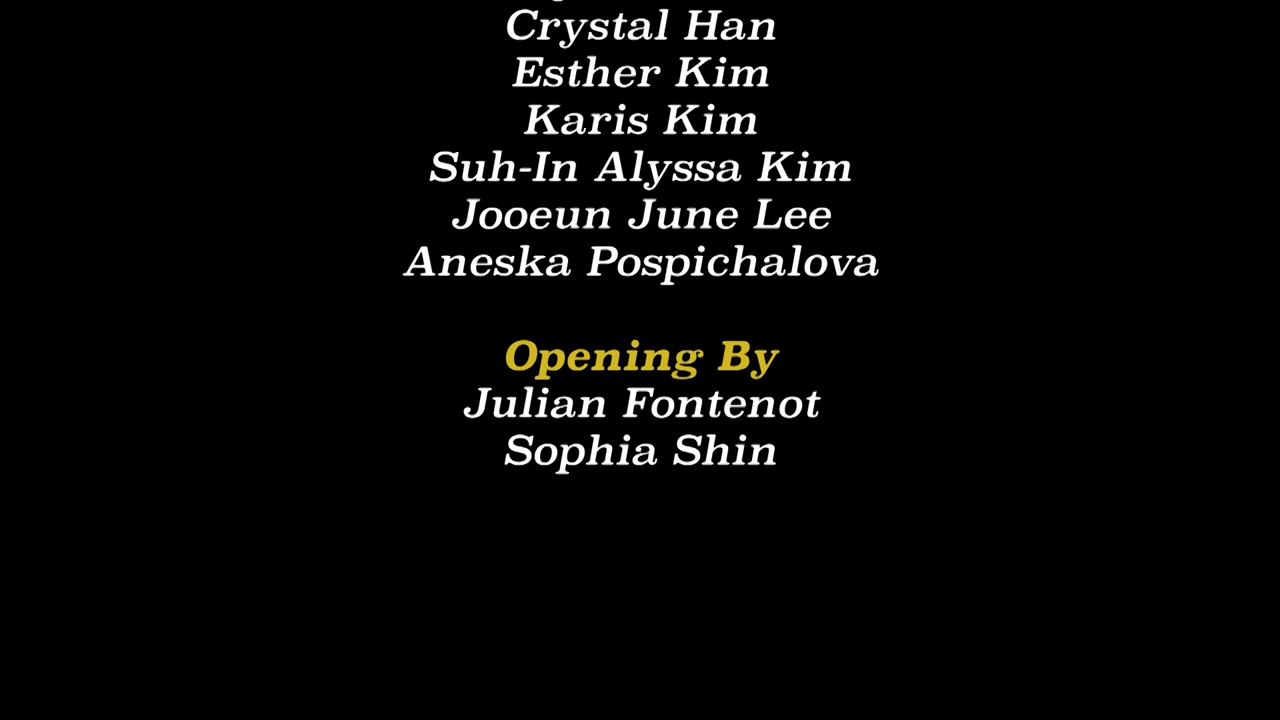 Crystal Han
Esther Kim
Karis Kim
Suh-In Alyssa Kim
Jooeun June Lee
Aneska Pospichalova
Opening By
Julian Fontenot
Sophia Shin